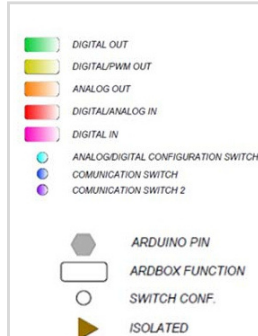 DIGITAL OUT
DIGITAL/PWM OUT
ANALOG OUT
DIGITAL/ANALOG IN
DIGITAL IN
ANALOG/DIGITAL CONFIGURATION SWITCH
COMUNICATION SWITCH
COMUNICATION SWITCH 2
ARDUINO PIN
ARDBOX FUNCTION
SWITCH CONF.
ISOLATED